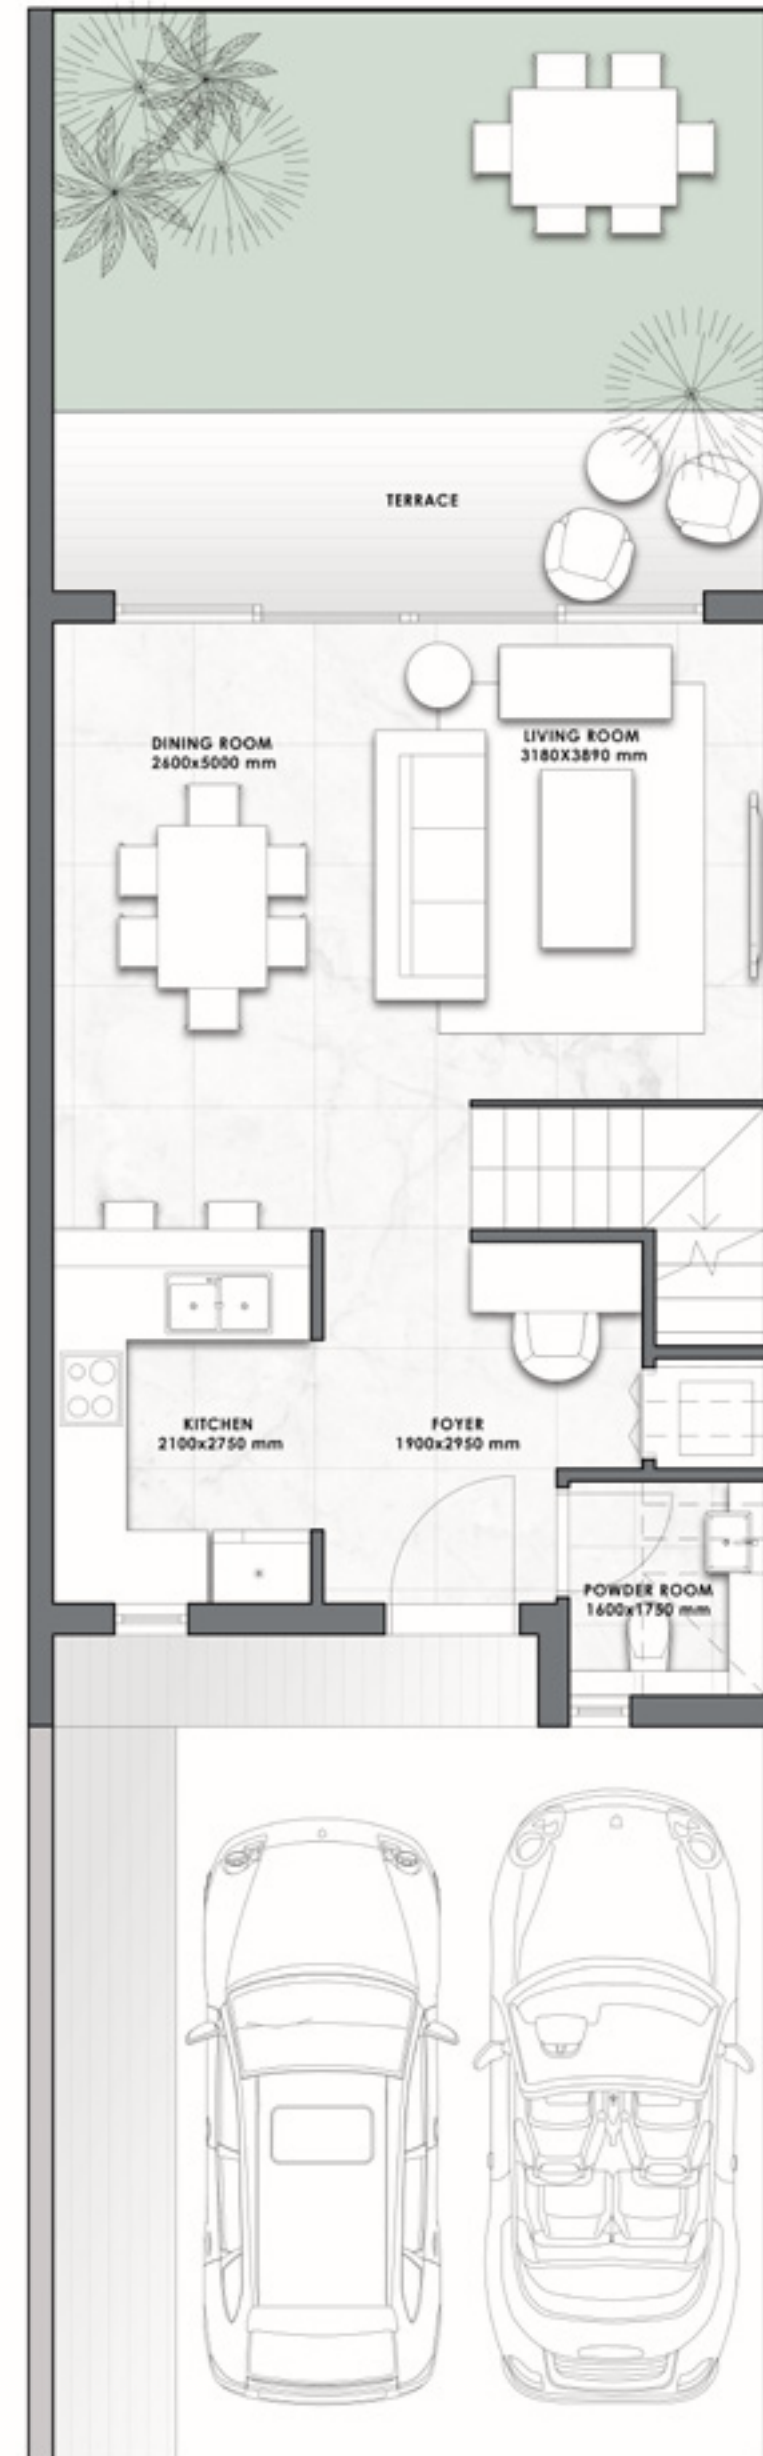 TERRACE
DINING ROOM
2600x5000 mm
LIVING ROOM
3180X3890 mm
KITCHEN
2100x2750 mm
FOYER
1900x2950 mm
POWDER ROOM
1600x1750 mm